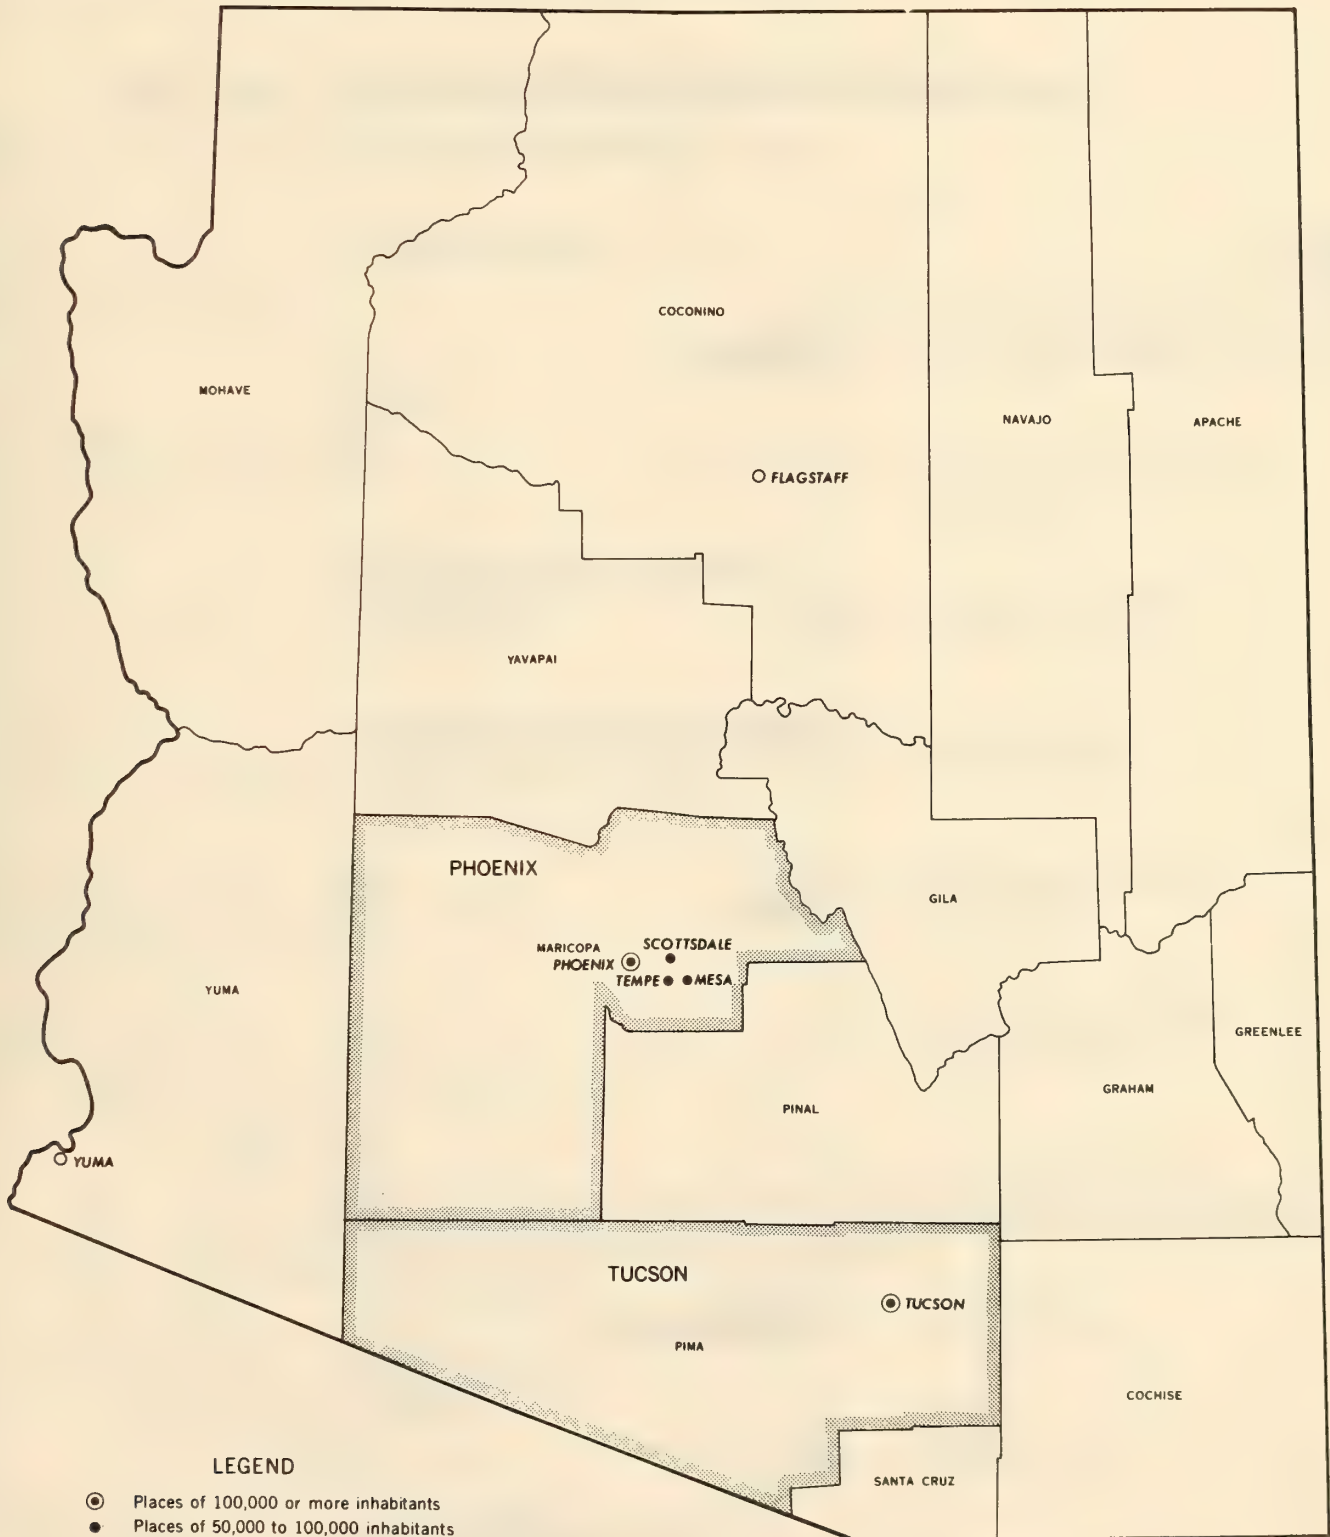 COCONINO
MOHAVE
NAVAJO
APACHE
FLAGSTAFF
YAVAPAI
PHOENIX
GILA
MARICOPA
SCOTTSDALE
PHOENIX
TEMPE
MESA
YUMA
GREENLEE
GRAHAM
PINAL
YUMA
TUCSON
TUCSON
PIMA
COCHISE
SANTA CRUZ
LEGEND
Places of 100,000 or more inhabitants
Places of 50,000 to 100,000 inhabitants